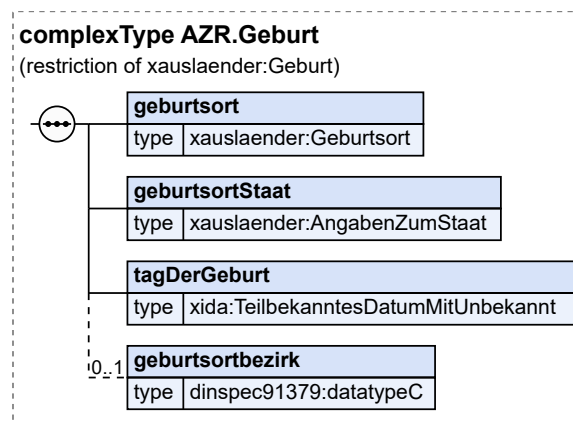 complexType AZR.Geburt
(restriction of xauslaender:Geburt)
geburtsort
type xauslaender:Geburtsort
geburtsortStaat
type xauslaender:AngabenZumStaat
tagDerGeburt
type xida:TeilbekanntesDatumMitUnbekannt
0..1 geburtsortbezirk
type dinspec91379:datatypeC